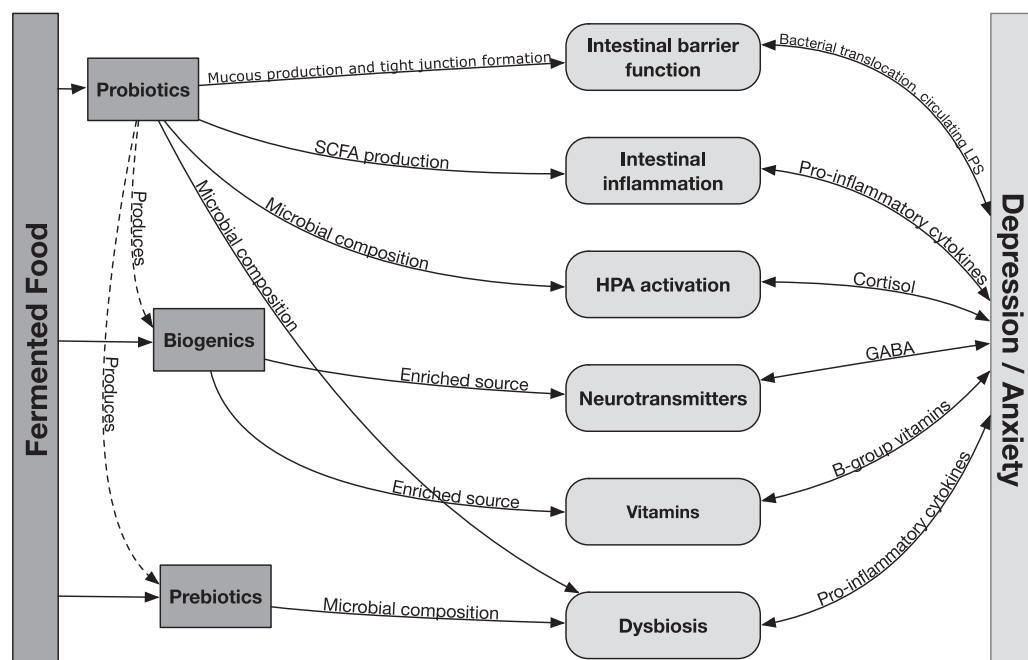 Fermented Food
Probiotics
Biogenics
Prebiotics
Produces
Produces
Mucous production and tight junction formation
SCFA production
Microbial composition
Microbial composition
Enriched source
Enriched source
Microbial composition
Intestinal barrier
function
Intestinal
inflammation
HPA activation
Neurotransmitters
Vitamins
Dysbiosis
Bacterial translocation, circulating LPS
Pro-inflammatory cytokines
Cortisol
GABA
B-group vitamins
Pro-inflammatory cytokines
Depression / Anxiety